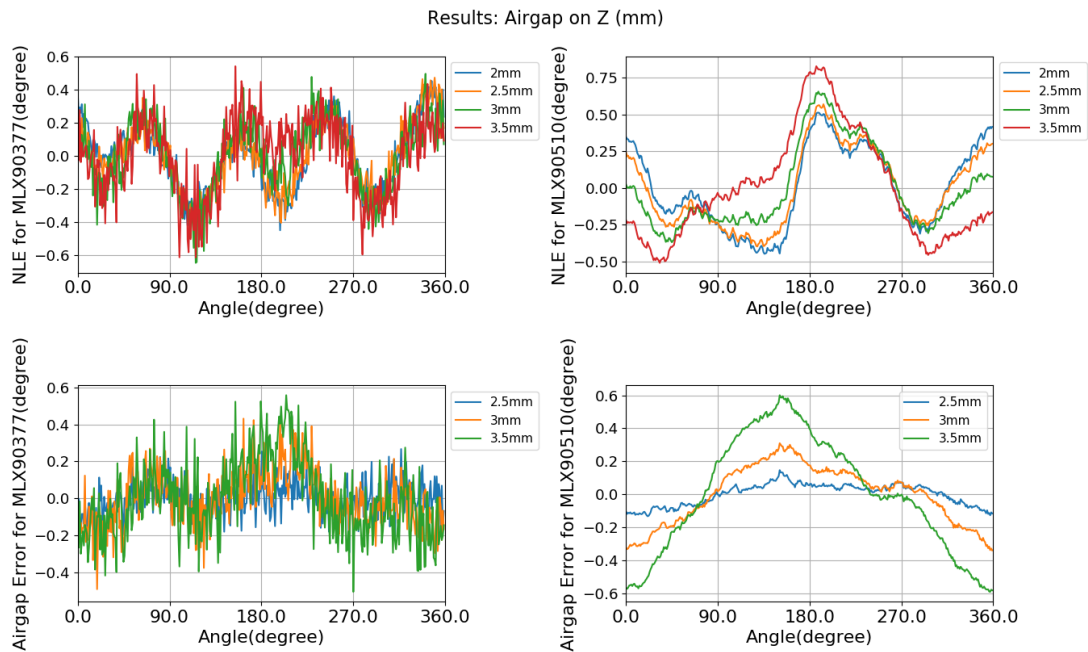 Results: Airgap on Z (mm)
NLE for MLX90377(degree)
0.6
0.4
0.2
0.0
−0.2
−0.4
−0.6
0.0 90.0 180.0 270.0 360.0
Angle(degree)
2mm
2.5mm
3mm
3.5mm
NLE for MLX90510(degree)
0.75
0.50
0.25
0.00
−0.25
−0.50
0.0 90.0 180.0 270.0 360.0
Angle(degree)
2mm
2.5mm
3mm
3.5mm
Airgap Error for MLX90377(degree)
0.6
0.4
0.2
0.0
−0.2
−0.4
0.0 90.0 180.0 270.0 360.0
Angle(degree)
2.5mm
3mm
3.5mm
Airgap Error for MLX90510(degree)
0.6
0.4
0.2
0.0
−0.2
−0.4
−0.6
0.0 90.0 180.0 270.0 360.0
Angle(degree)
2.5mm
3mm
3.5mm